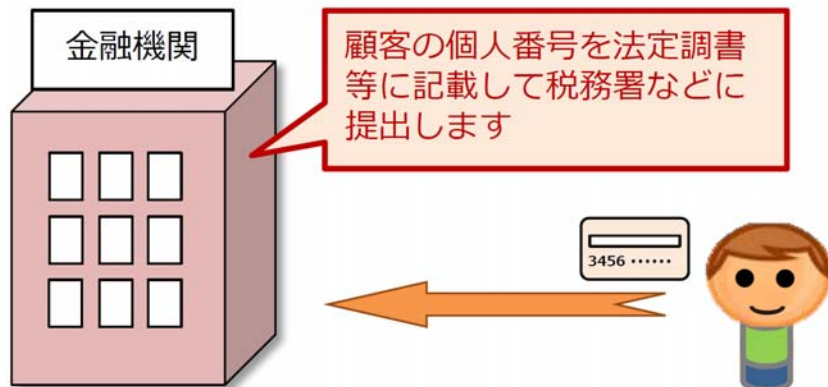 金融機関
顧客の個人番号を法定調書
等に記載して税務署などに
提出します
3456 ……